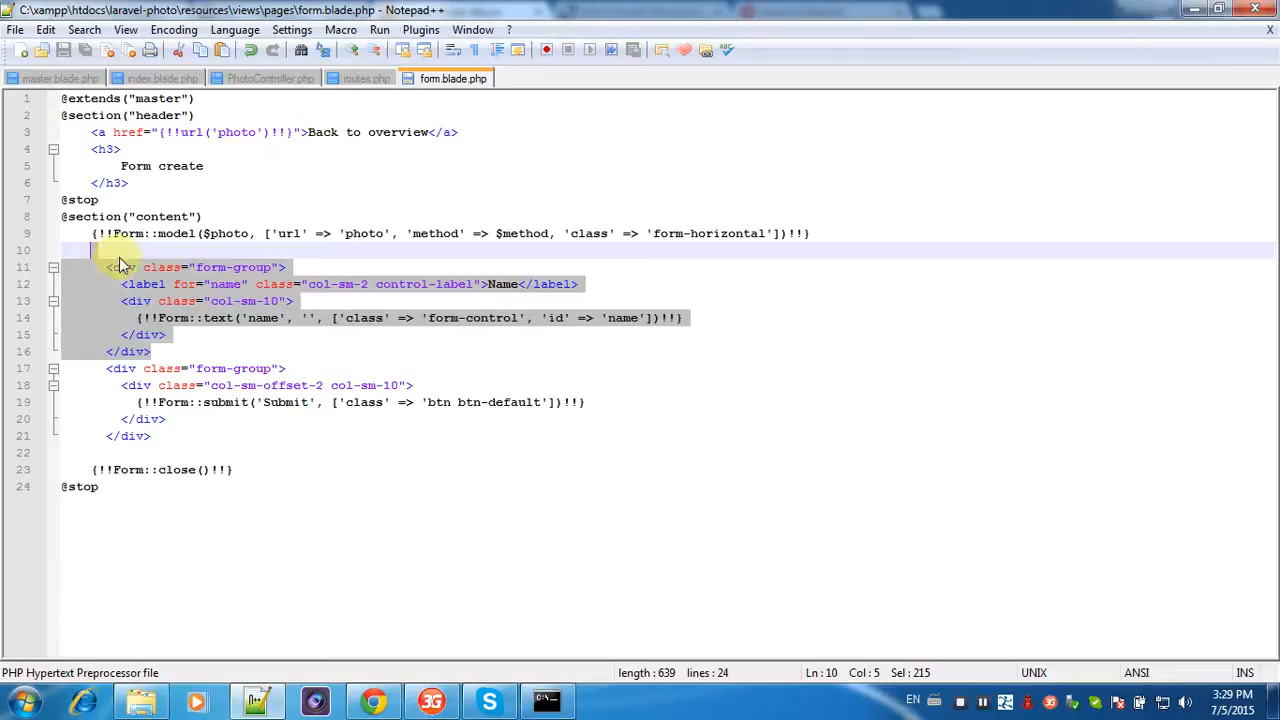 C:\xampp\htdocs\laravel-photo\resources\views\pages\form.blade.php - Notepad++
File Edit Search View Encoding Language Settings Macro Run Plugins Window ? X
master.blade.php index.blade.php PhotoController.php routes.php form.blade.php
1 @extends("master")
2 @section("header")
3 <a href="{!!url('photo')!!}">Back to overview</a>
4 <h3>
5 Form create
6 </h3>
7 @stop
8 @section("content")
9 {!!Form::model($photo, ['url' => 'photo', 'method' => $method, 'class' => 'form-horizontal'])!!}
10
11 <div class="form-group">
12 <label for="name" class="col-sm-2 control-label">Name</label>
13 <div class="col-sm-10">
14 {!!Form::text('name', '', ['class' => 'form-control', 'id' => 'name'])!!}
15 </div>
16 </div>
17 <div class="form-group">
18 <div class="col-sm-offset-2 col-sm-10">
19 {!!Form::submit('Submit', ['class' => 'btn btn-default'])!!}
20 </div>
21 </div>
22
23 {!!Form::close()!!}
24 @stop
PHP Hypertext Preprocessor file length : 639 lines : 24 Ln : 10 Col : 5 Sel : 215 UNIX ANSI INS
EN 3:29 PM
7/5/2015